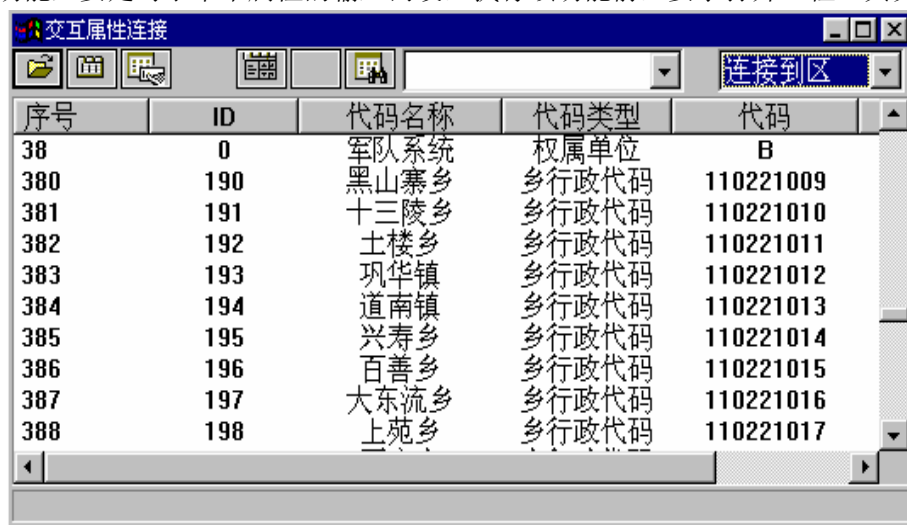 交互属性连接
连接到区
序号 ID 代码名称 代码类型 代码
38 0 军队系统 权属单位 B
380 190 黑山寨乡 乡行政代码 110221009
381 191 十三陵乡 乡行政代码 110221010
382 192 土楼乡 乡行政代码 110221011
383 193 巩华镇 乡行政代码 110221012
384 194 道南镇 乡行政代码 110221013
385 195 兴寿乡 乡行政代码 110221014
386 196 百善乡 乡行政代码 110221015
387 197 大东流乡 乡行政代码 110221016
388 198 上苑乡 乡行政代码 110221017